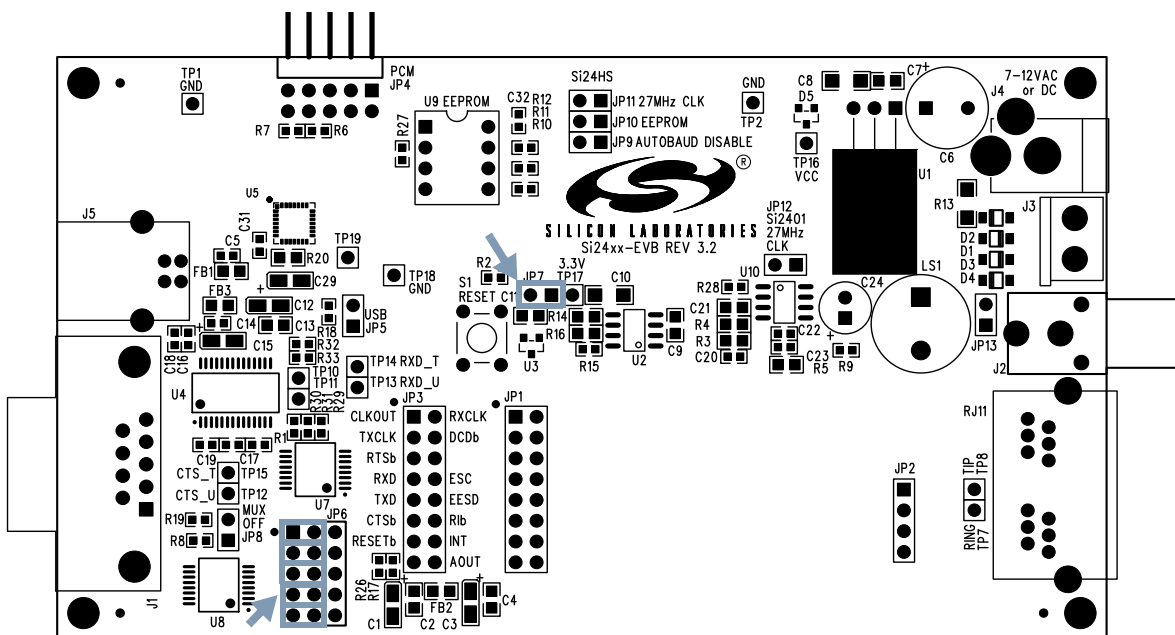 TP1
GND
PCM
JP4
R7
R6
R27
U9 EEPROM
C32
R12
R11
R10
Si24HS
JP11 27MHz CLK
JP10 EEPROM
JP9 AUTOBAUD DISABLE
GND
TP2
C8
D5
TP16
VCC
C7
+
C6
7-12VAC
or DC
J4
U1
R13
J3
D2
D1
D3
D4
®
SILICON LABORATORIES
Si24xx-EVB REV 3.2
JP12
Si2401
27MHz
CLK
J5
U5
C31
C5
FB1
R20
C29
TP19
TP18
GND
FB3
+
C12
C14
C13
C15
+
C18
C16
R18
USB
JP5
R32
R33
R2
S1
RESET
C11
JP7
3.3V
TP17
C10
R14
R16
R15
U3
U2
C9
U10
R28
C21
R4
R3
C20
C22
C23
R5
R9
C24
+
LS1
JP13
J2
U4
TP10
TP11
TP14 RXD_T
TP13 RXD_U
R30
R31
R29
R1
C19
C17
CTS_T TP15
CTS_U TP12
U7
R19
R8
MUX
OFF
JP8
U8
J1
JP6
JP3
JP1
CLKOUT RXCLK
TXCLK DCDb
RTSb
RXD ESC
TXD EESD
CTSb RIb
RESETb INT
AOUT
R26
R17
C1
+
C2
FB2
C3
+
C4
JP2
RJ11
TIP
TP8
RING
TP7